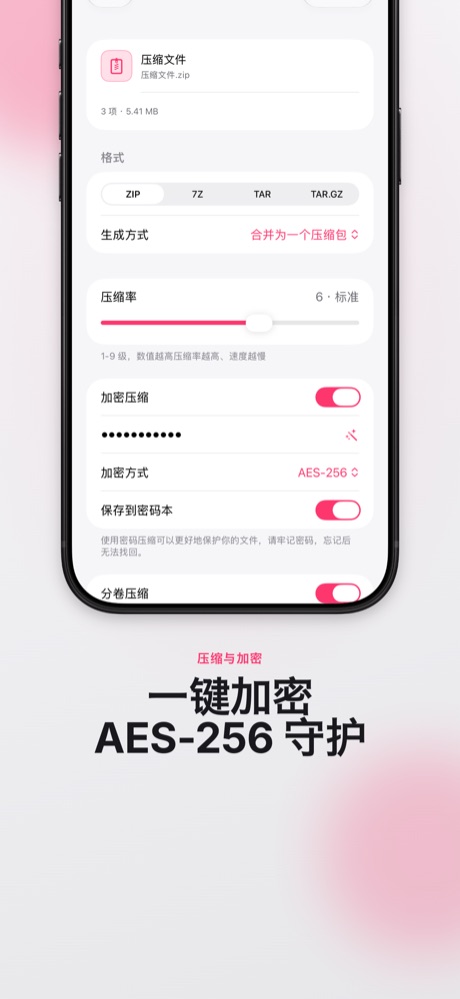 压缩文件
压缩文件.zip
3 项 · 5.41 MB
格式
ZIP 7Z TAR TAR.GZ
生成方式 合并为一个压缩包
压缩率 6 · 标准
1-9 级，数值越高压缩率越高、速度越慢
加密压缩
•••••••••••
加密方式 AES-256
保存到密码本
使用密码压缩可以更好地保护你的文件，请牢记密码，忘记后
无法找回。
分卷压缩
压缩与加密
一键加密
AES-256 守护